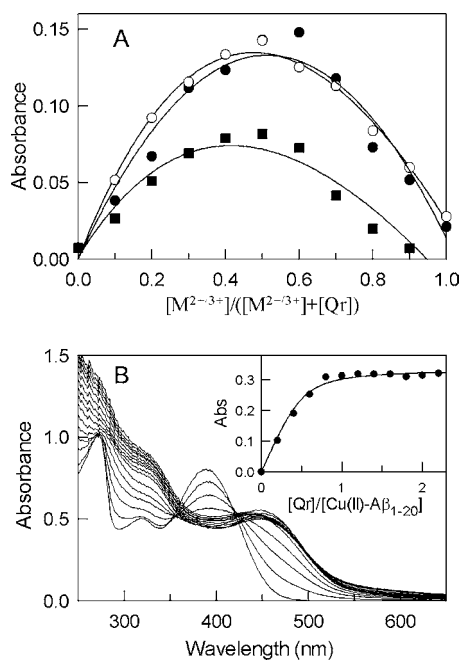 A
Absorbance
0.15
0.10
0.05
0.00
0.0 0.2 0.4 0.6 0.8 1.0
[M²⁺/³⁺]/([M²⁺/³⁺]+[Qr])
B
Absorbance
1.5
1.0
0.5
0.0
300 400 500 600
Wavelength (nm)
Abs
0.3
0.2
0.1
0.0
0 1 2
[Qr]/[Cu(II)-Aβ₁₋₂₀]